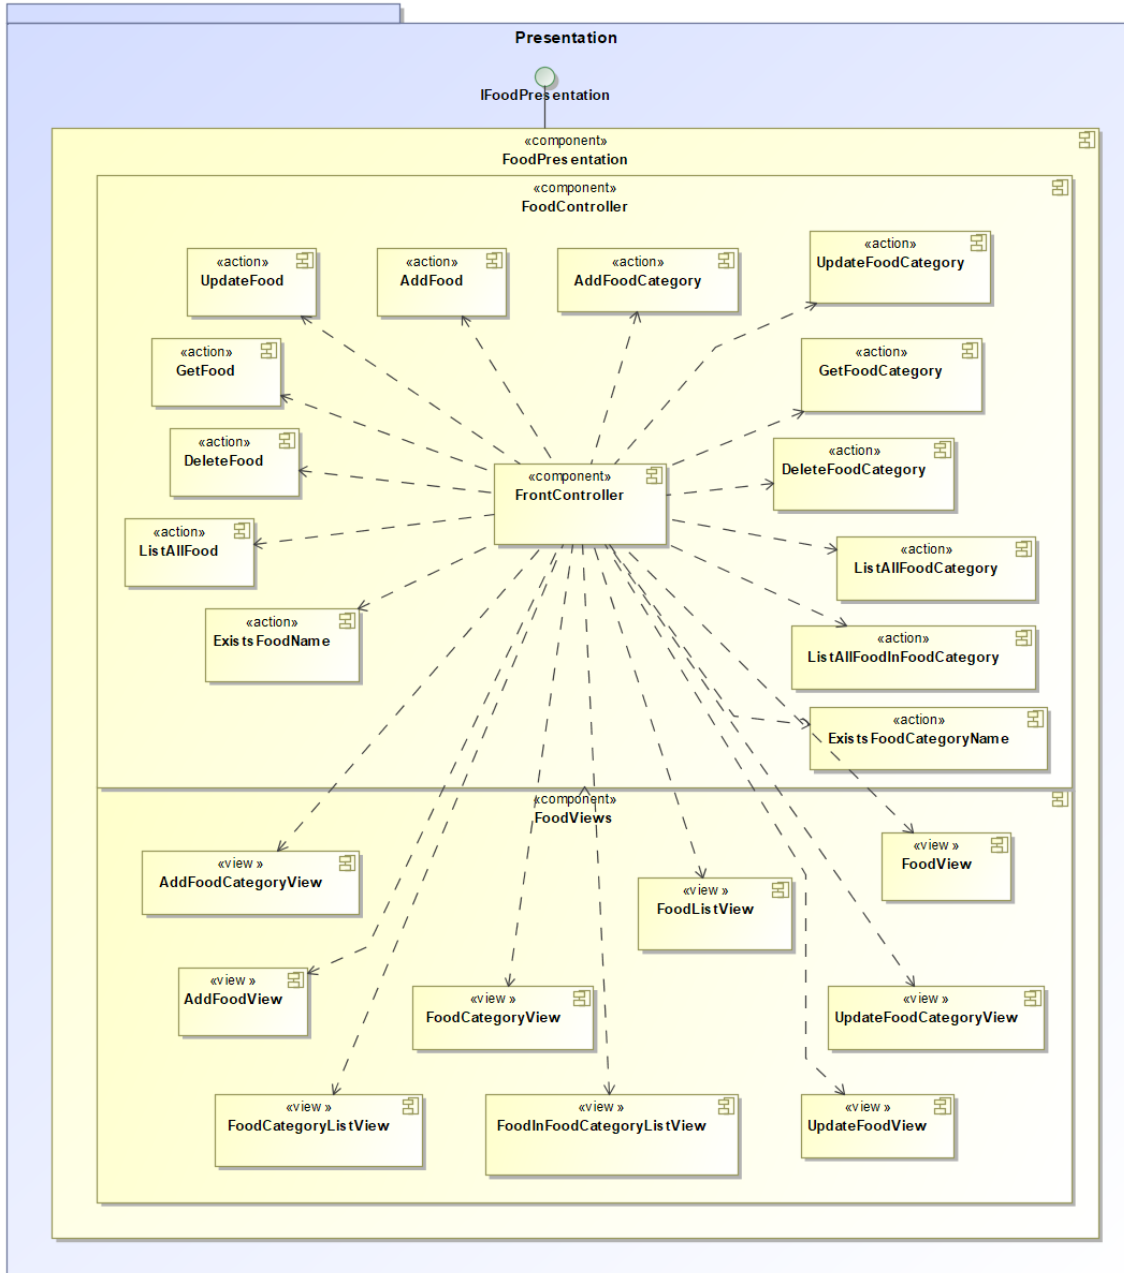 Presentation
IFoodPresentation
«component»
FoodPresentation
«component»
FoodController
«action»
UpdateFood
«action»
AddFood
«action»
AddFoodCategory
«action»
UpdateFoodCategory
«action»
GetFood
«action»
GetFoodCategory
«action»
DeleteFood
«action»
DeleteFoodCategory
«component»
FrontController
«action»
ListAllFood
«action»
ListAllFoodCategory
«action»
ExistsFoodName
«action»
ListAllFoodInFoodCategory
«action»
ExistsFoodCategoryName
«component»
FoodViews
«view »
AddFoodCategoryView
«view »
FoodListView
«view »
FoodView
«view »
AddFoodView
«view »
FoodCategoryView
«view »
UpdateFoodCategoryView
«view »
FoodCategoryListView
«view »
FoodInFoodCategoryListView
«view »
UpdateFoodView